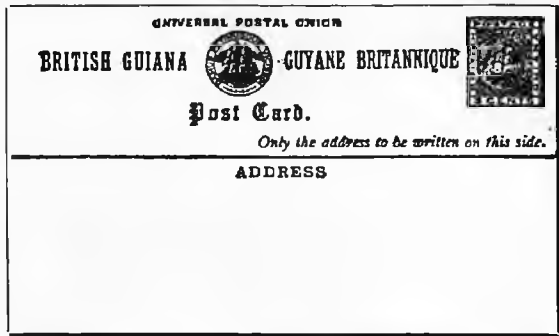 UNIVERSAL POSTAL UNION
BRITISH GUIANA GUYANE BRITANNIQUE
Post Card.
Only the address to be written on this side.
ADDRESS